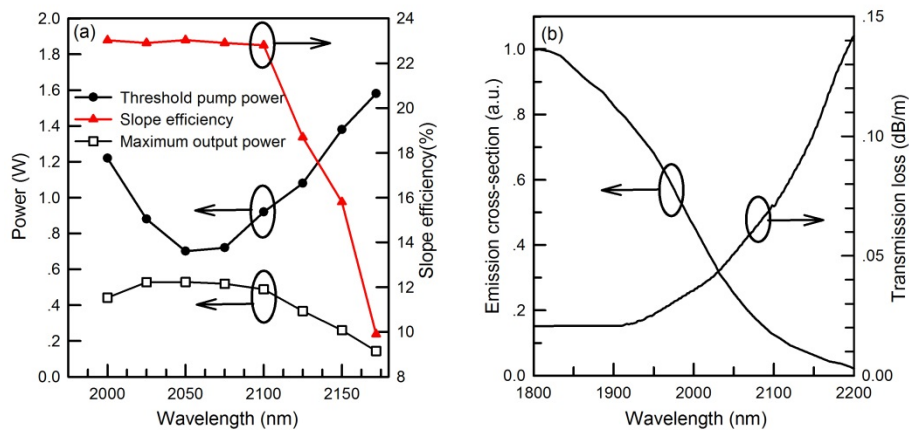 (a)
Power (W)
2.0
1.8
1.6
1.4
1.2
1.0
.8
.6
.4
.2
0.0
Threshold pump power
Slope efficiency
Maximum output power
24
22
20
18
16
14
12
10
8
Slope efficiency(%)
2000 2050 2100 2150
Wavelength (nm)
(b)
Emission cross-section (a.u.)
1.0
.8
.6
.4
.2
0.0
.15
.10
.05
0.00
Transmission loss (dB/m)
1800 1900 2000 2100 2200
Wavelength (nm)